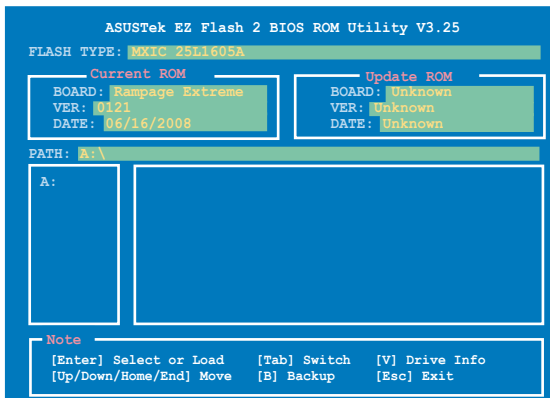 ASUSTek EZ Flash 2 BIOS ROM Utility V3.25
FLASH TYPE: MXIC 25L1605A
Current ROM
BOARD: Rampage Extreme
VER: 0121
DATE: 06/16/2008
Update ROM
BOARD: Unknown
VER: Unknown
DATE: Unknown
PATH: A:\
A:
Note
[Enter] Select or Load [Tab] Switch [V] Drive Info
[Up/Down/Home/End] Move [B] Backup [Esc] Exit